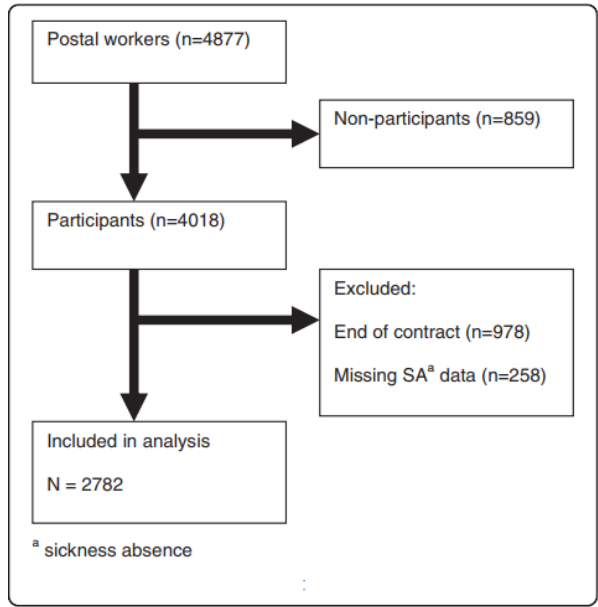 Postal workers (n=4877)
Non-participants (n=859)
Participants (n=4018)
Excluded:
End of contract (n=978)
Missing SAᵃ data (n=258)
Included in analysis
N = 2782
ᵃ sickness absence
: